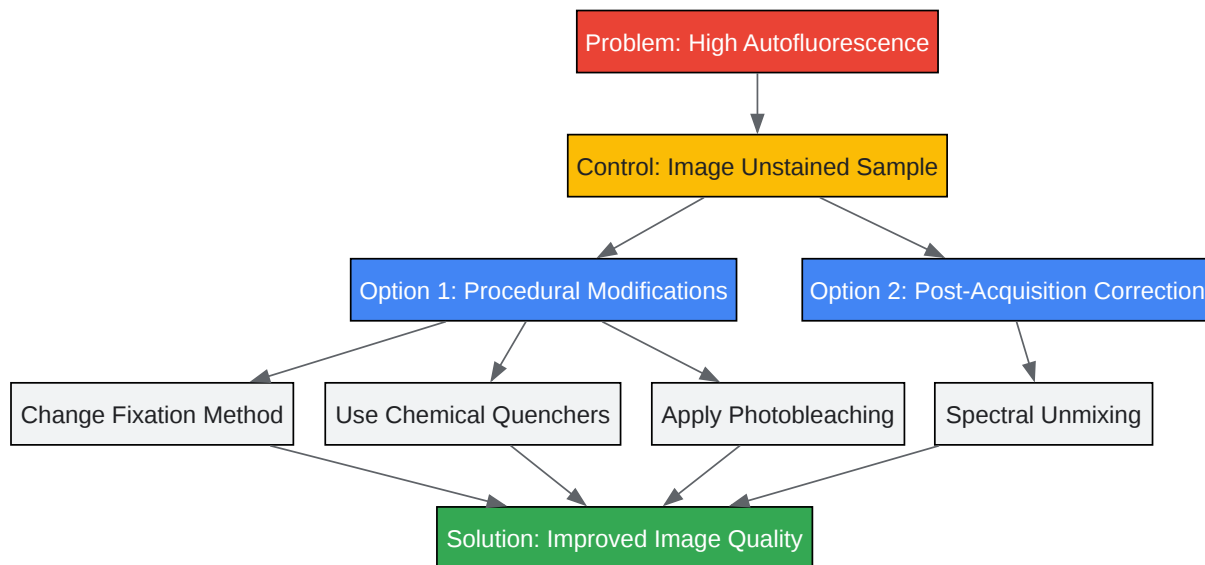 Problem: High Autofluorescence
Control: Image Unstained Sample
Option 1: Procedural Modifications
Option 2: Post-Acquisition Correction
Change Fixation Method
Use Chemical Quenchers
Apply Photobleaching
Spectral Unmixing
Solution: Improved Image Quality